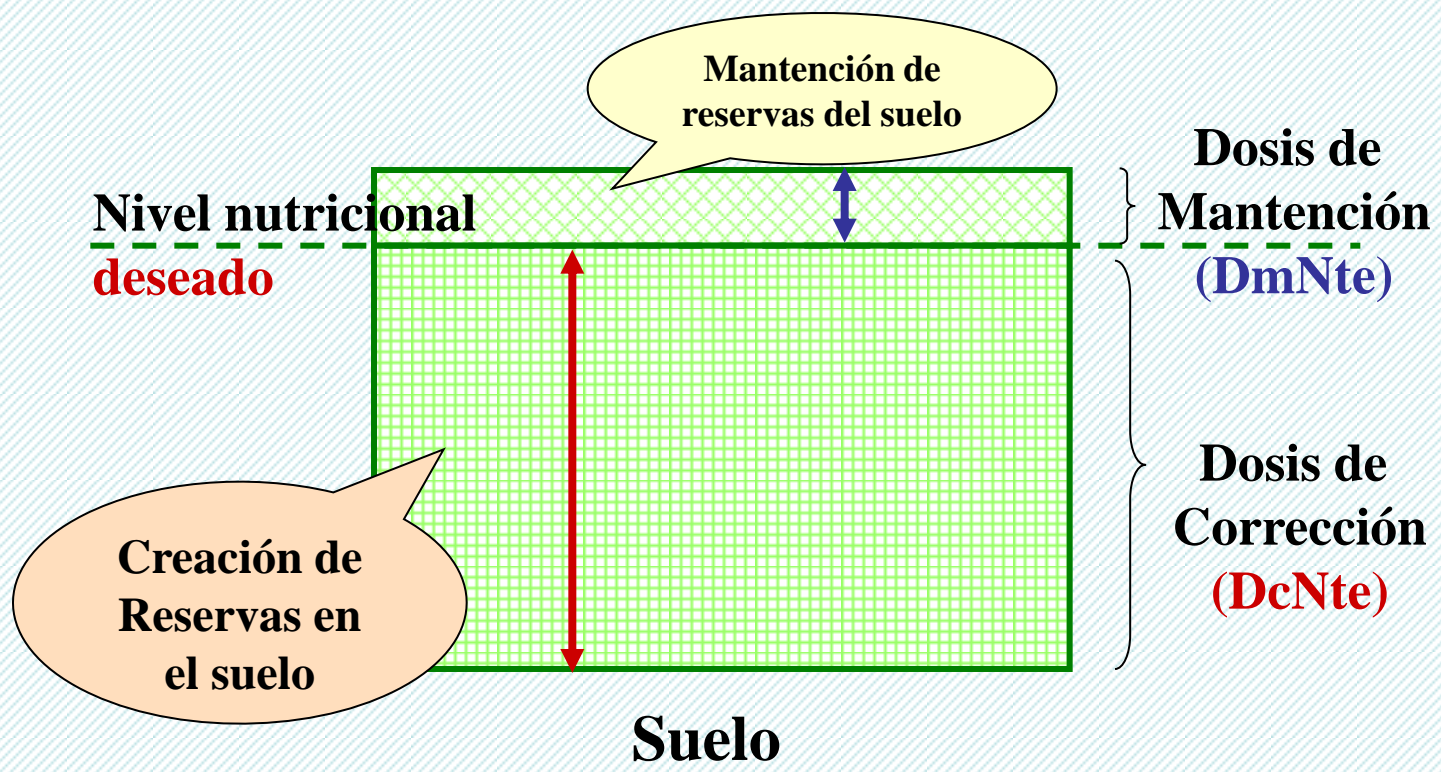 Mantención de
reservas del suelo
Dosis de
Mantención
(DmNte)
Nivel nutricional
deseado
Dosis de
Corrección
(DcNte)
Creación de
Reservas en
el suelo
Suelo